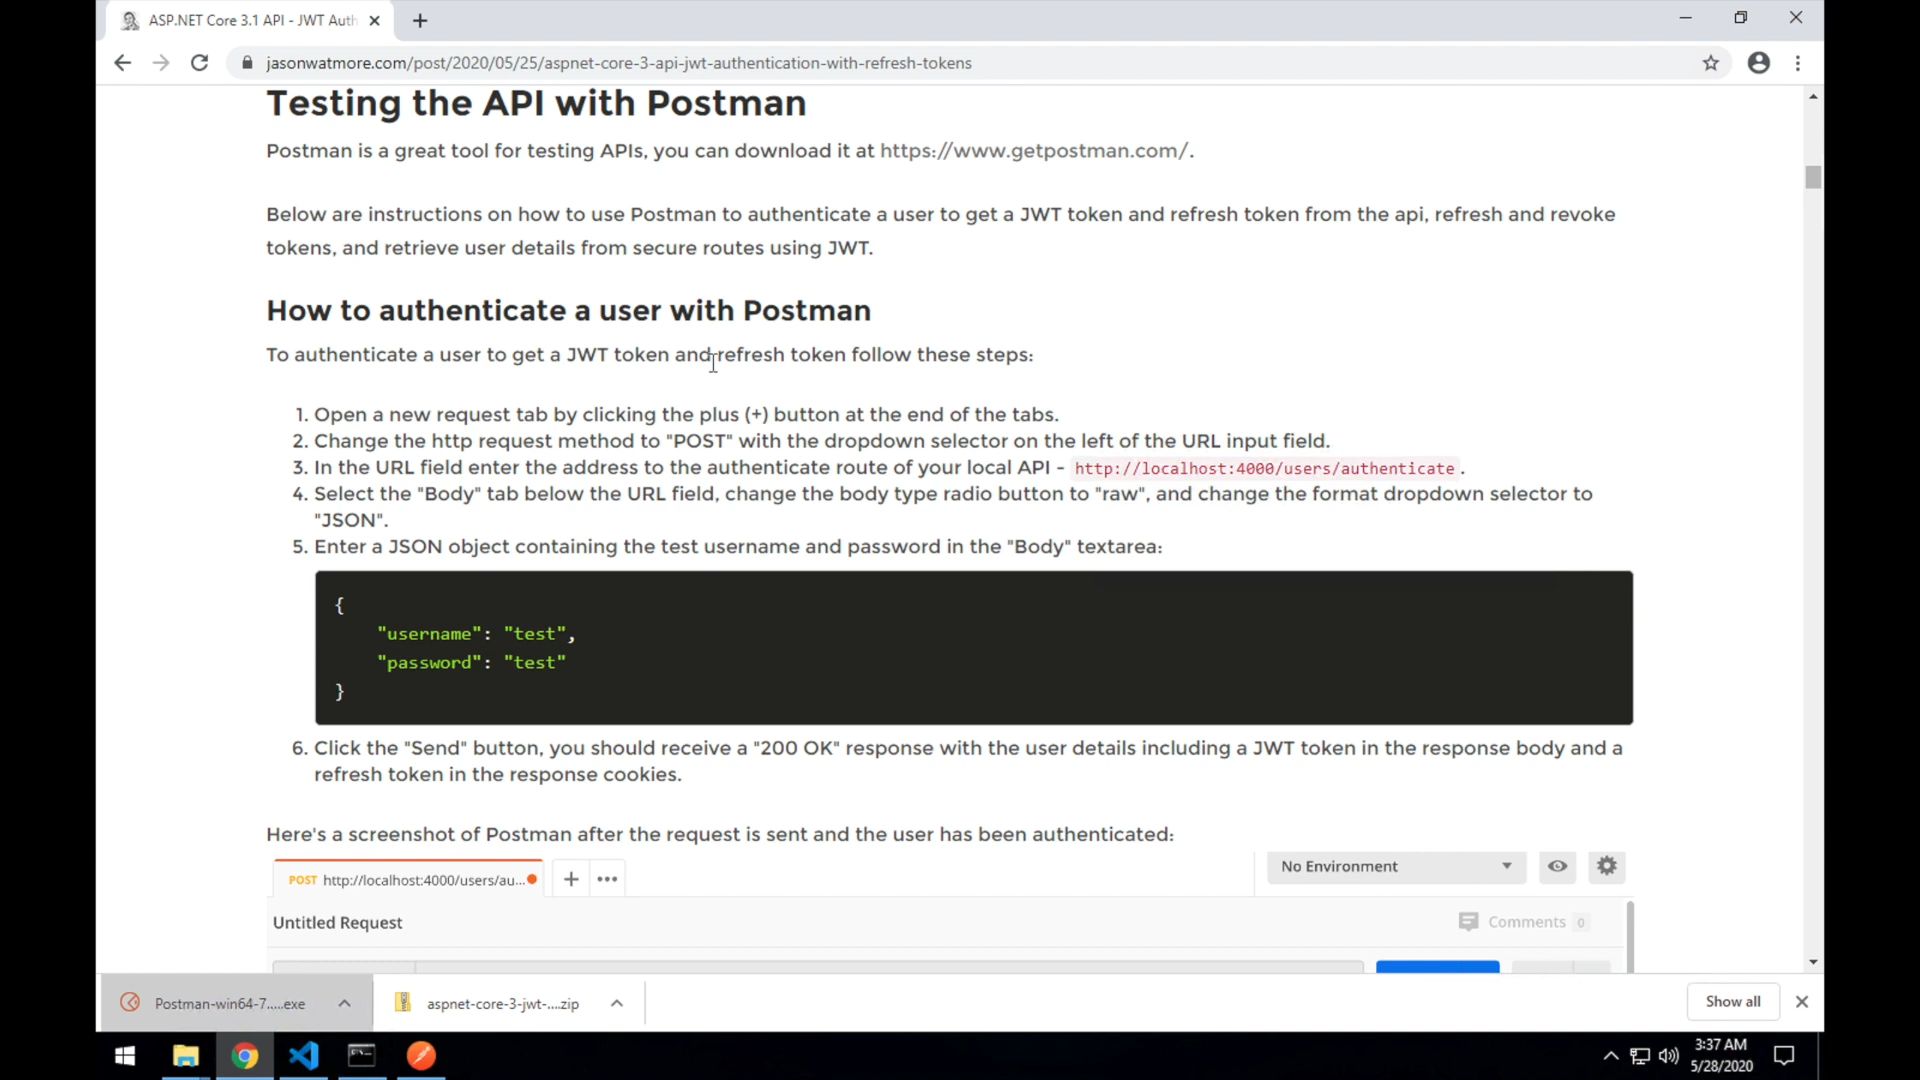 ASP.NET Core 3.1 API - JWT Auth
jasonwatmore.com/post/2020/05/25/aspnet-core-3-api-jwt-authentication-with-refresh-tokens
Testing the API with Postman
Postman is a great tool for testing APIs, you can download it at https://www.getpostman.com/.
Below are instructions on how to use Postman to authenticate a user to get a JWT token and refresh token from the api, refresh and revoke
tokens, and retrieve user details from secure routes using JWT.
How to authenticate a user with Postman
To authenticate a user to get a JWT token and refresh token follow these steps:
1. Open a new request tab by clicking the plus (+) button at the end of the tabs.
2. Change the http request method to "POST" with the dropdown selector on the left of the URL input field.
3. In the URL field enter the address to the authenticate route of your local API - http://localhost:4000/users/authenticate.
4. Select the "Body" tab below the URL field, change the body type radio button to "raw", and change the format dropdown selector to
"JSON".
5. Enter a JSON object containing the test username and password in the "Body" textarea:
{
"username": "test",
"password": "test"
}
6. Click the "Send" button, you should receive a "200 OK" response with the user details including a JWT token in the response body and a
refresh token in the response cookies.
Here's a screenshot of Postman after the request is sent and the user has been authenticated:
POST http://localhost:4000/users/au... No Environment
Untitled Request Comments 0
Postman-win64-7.....exe aspnet-core-3-jwt-....zip Show all
3:37 AM
5/28/2020